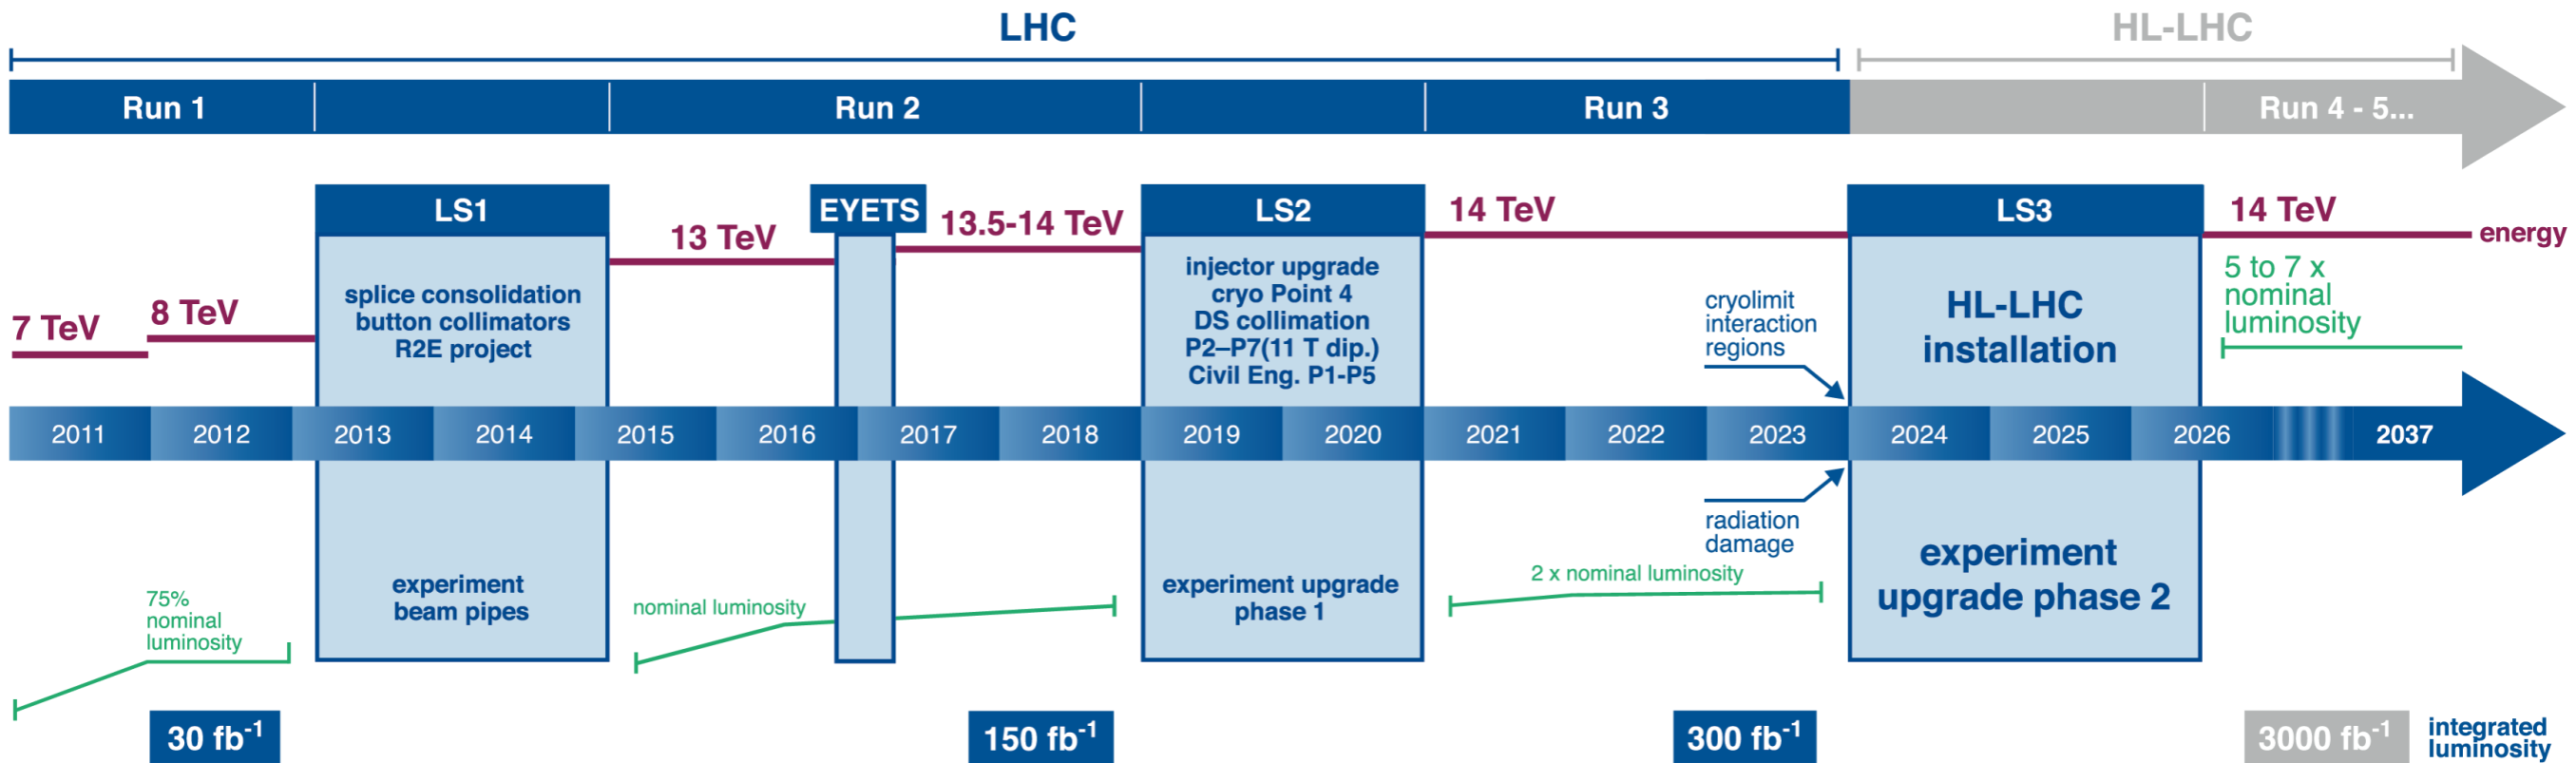 LHC
HL-LHC
Run 1
Run 2
Run 3
Run 4 - 5...
LS1
EYETS
LS2
LS3
7 TeV
8 TeV
13 TeV
13.5-14 TeV
14 TeV
14 TeV
energy
splice consolidation
button collimators
R2E project
injector upgrade
cryo Point 4
DS collimation
P2–P7(11 T dip.)
Civil Eng. P1-P5
cryolimit
interaction
regions
HL-LHC
installation
5 to 7 x
nominal
luminosity
2011
2012
2013
2014
2015
2016
2017
2018
2019
2020
2021
2022
2023
2024
2025
2026
2037
75%
nominal
luminosity
experiment
beam pipes
nominal luminosity
experiment upgrade
phase 1
2 x nominal luminosity
radiation
damage
experiment
upgrade phase 2
30 fb-1
150 fb-1
300 fb-1
3000 fb-1
integrated
luminosity